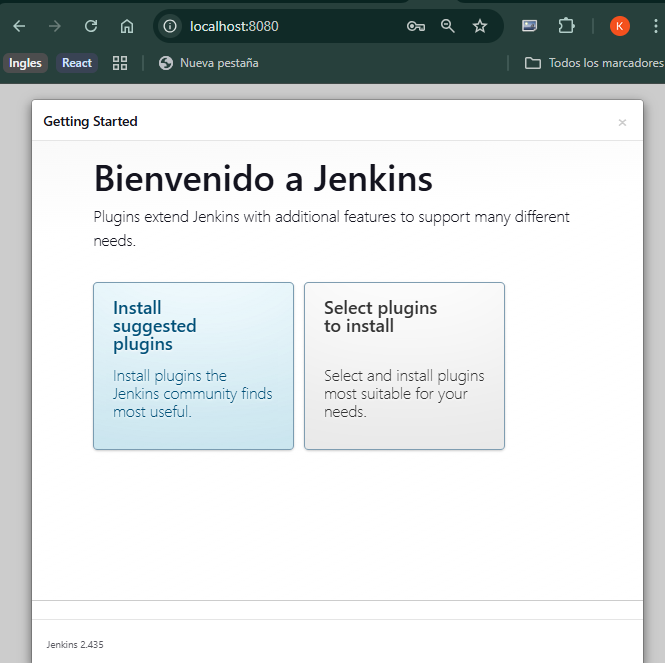 localhost:8080
K
Ingles
React
Nueva pestaña
Todos los marcadores
Getting Started
×
Bienvenido a Jenkins
Plugins extend Jenkins with additional features to support many different
needs.
Install
suggested
plugins
Install plugins the
Jenkins community finds
most useful.
Select plugins
to install
Select and install plugins
most suitable for your
needs.
Jenkins 2.435